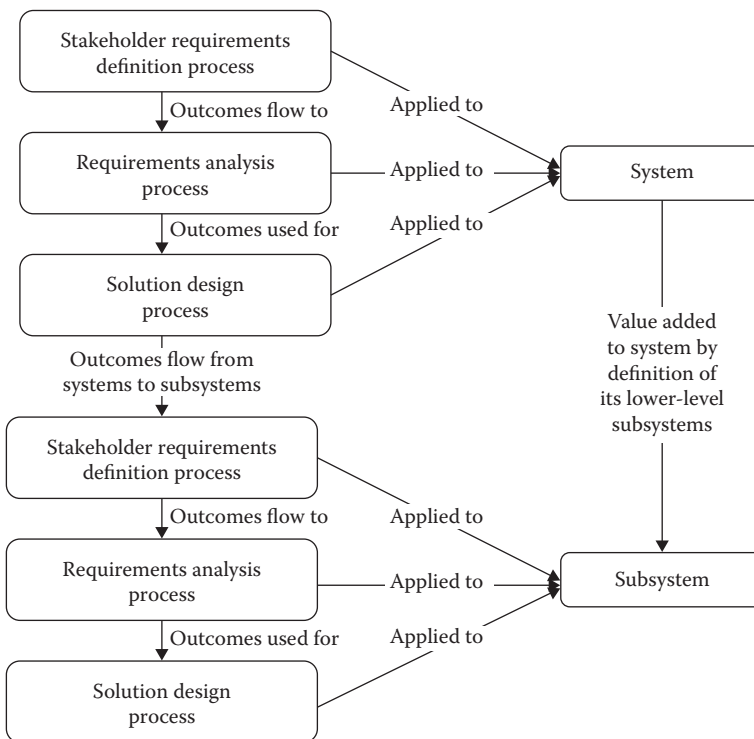 Stakeholder requirements
definition process
Outcomes flow to
Applied to
Requirements analysis
process
Applied to
System
Outcomes used for
Applied to
Solution design
process
Outcomes flow from
systems to subsystems
Value added
to system by
definition of
its lower-level
subsystems
Stakeholder requirements
definition process
Outcomes flow to
Applied to
Requirements analysis
process
Applied to
Subsystem
Outcomes used for
Applied to
Solution design
process